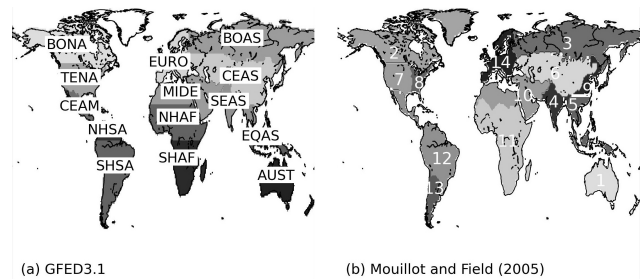 BONA
BOAS
EURO
TENA
CEAS
MIDE
CEAM
SEAS
NHAF
NHSA
EQAS
SHAF
SHSA
AUST
(a) GFED3.1
2
3
14
6
7
8
9
10
4
5
11
12
13
1
(b) Mouillot and Field (2005)